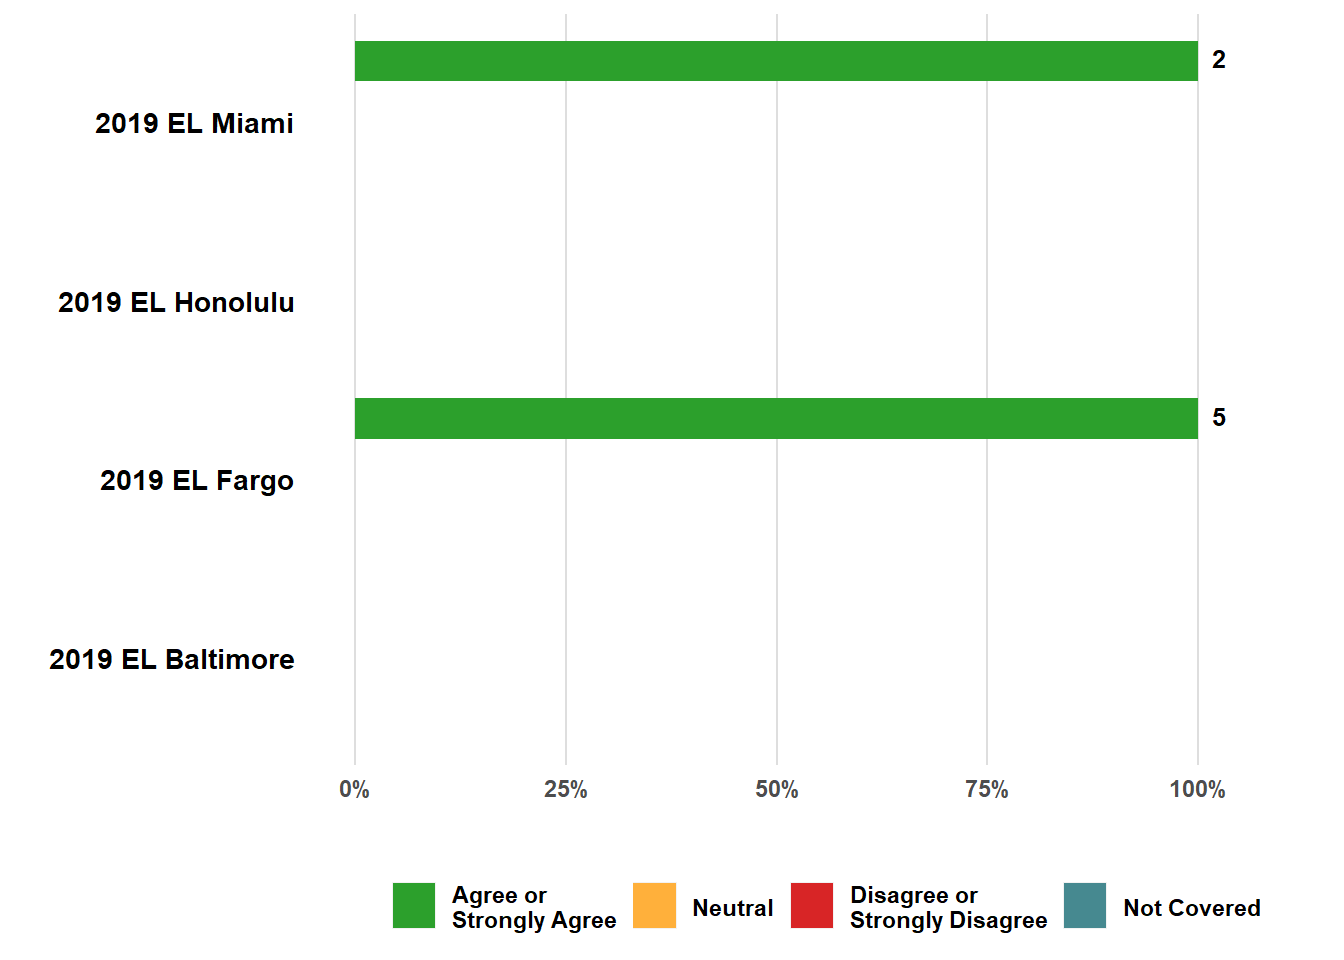 2
2019 EL Miami
2019 EL Honolulu
5
2019 EL Fargo
2019 EL Baltimore
0% 25% 50% 75% 100%
Agree or
Strongly Agree
Neutral
Disagree or
Strongly Disagree
Not Covered